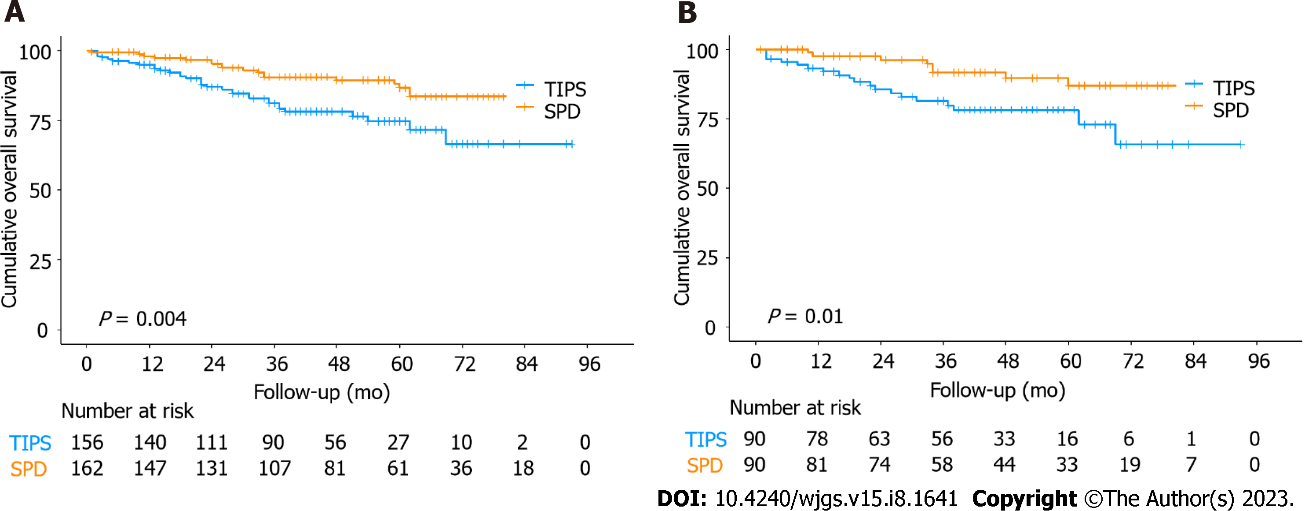 A
Cumulative overall survival
100
75
50
25
0
TIPS
SPD
P = 0.004
0 12 24 36 48 60 72 84 96
Follow-up (mo)
Number at risk
TIPS 156 140 111 90 56 27 10 2 0
SPD 162 147 131 107 81 61 36 18 0
B
Cumulative overall survival
100
75
50
25
0
TIPS
SPD
P = 0.01
0 12 24 36 48 60 72 84 96
Follow-up (mo)
Number at risk
TIPS 90 78 63 56 33 16 6 1 0
SPD 90 81 74 58 44 33 19 7 0
DOI: 10.4240/wjgs.v15.i8.1641 Copyright ©The Author(s) 2023.